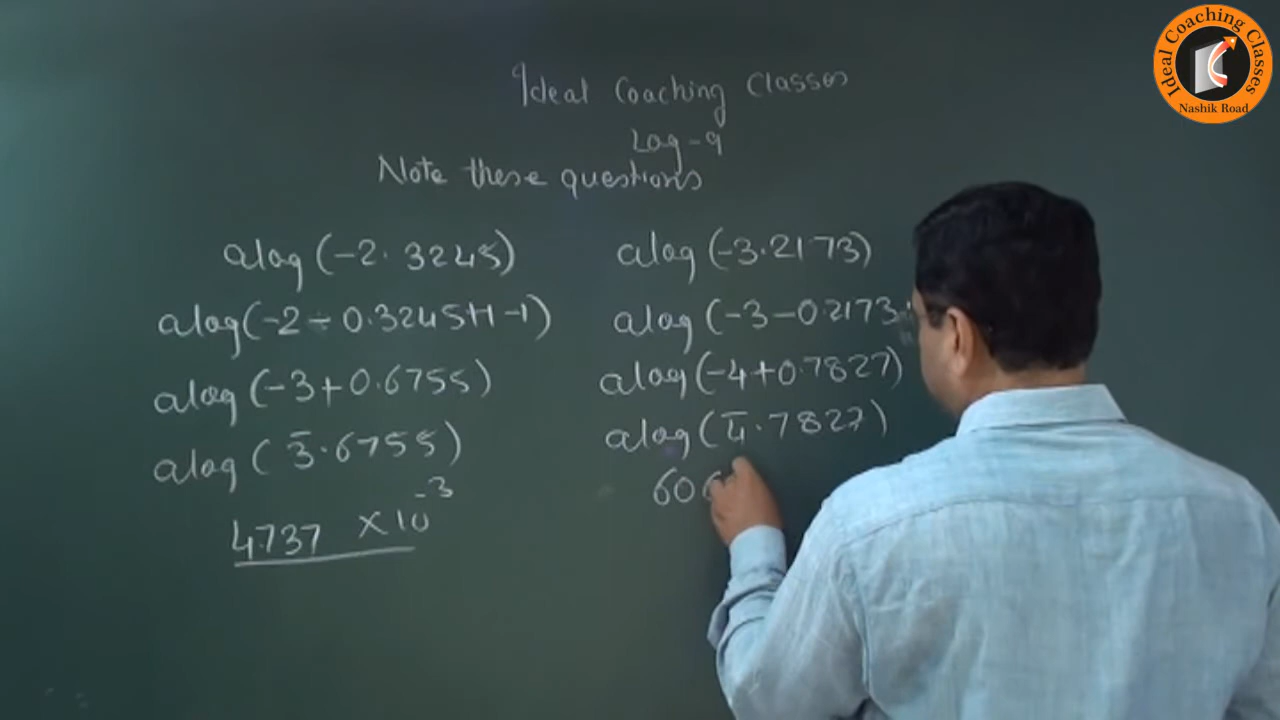 Ideal Coaching Classes
Log-9
Note these questions
alog(-2.3245)
alog(-2-0.3245+1-1)
alog(-3+0.6755)
alog(3̄.6755)
4.737 ×10⁻³
alog(-3.2173)
alog(-3-0.2173
alog(-4+0.7827)
alog(4̄.7827)
60
Ideal Coaching Classes
Nashik Road